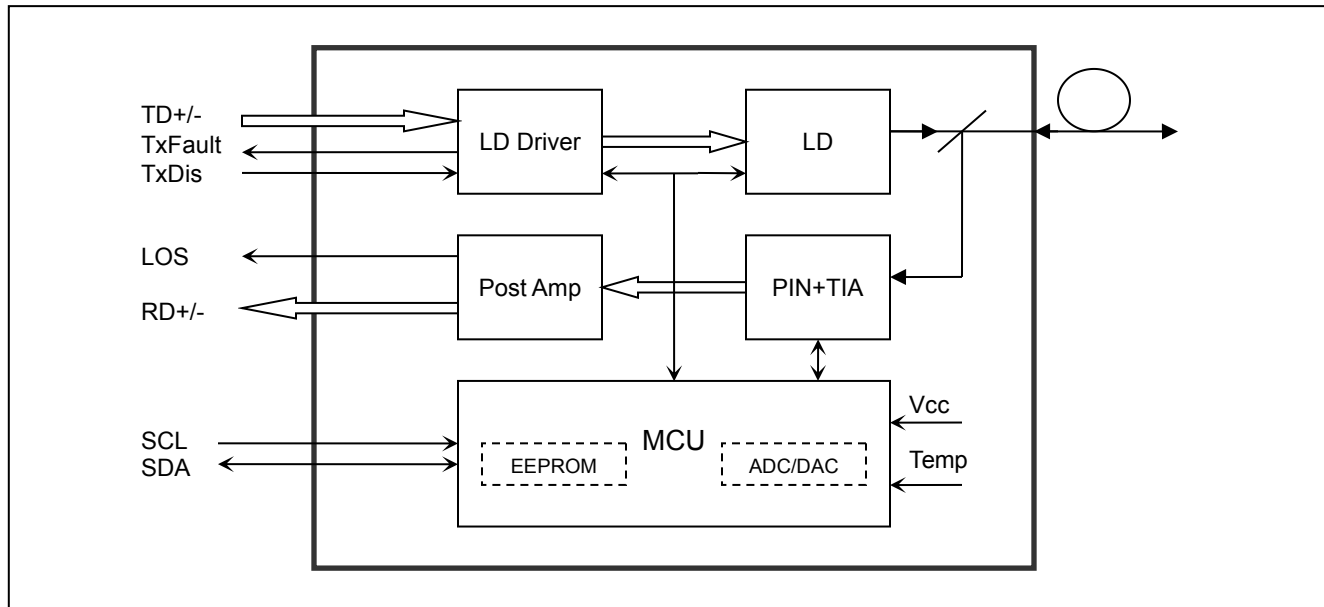 TD+/-
TxFault
TxDis
LD Driver
LD
LOS
RD+/-
Post Amp
PIN+TIA
SCL
SDA
MCU
EEPROM
ADC/DAC
Vcc
Temp